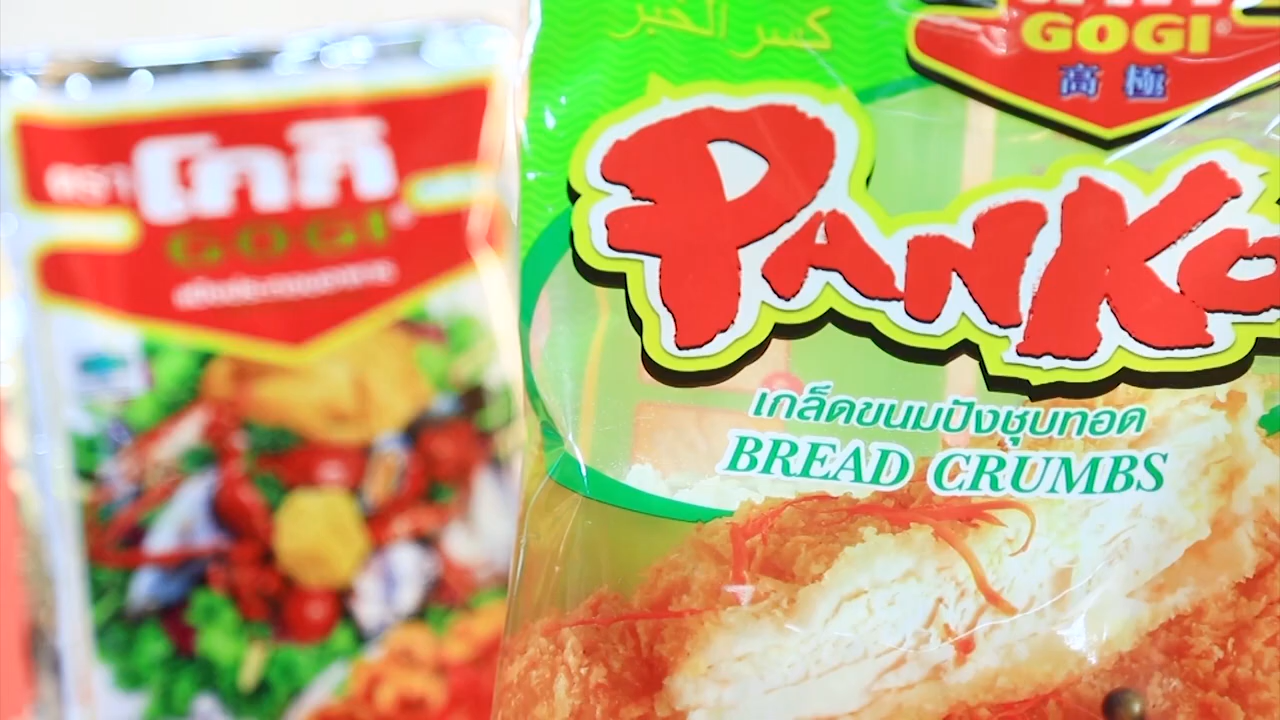 ตรา โกกิ
GOGI
كسر الخبز
GOGI
高極
PANKO
เกล็ดขนมปังชุบทอด
BREAD CRUMBS